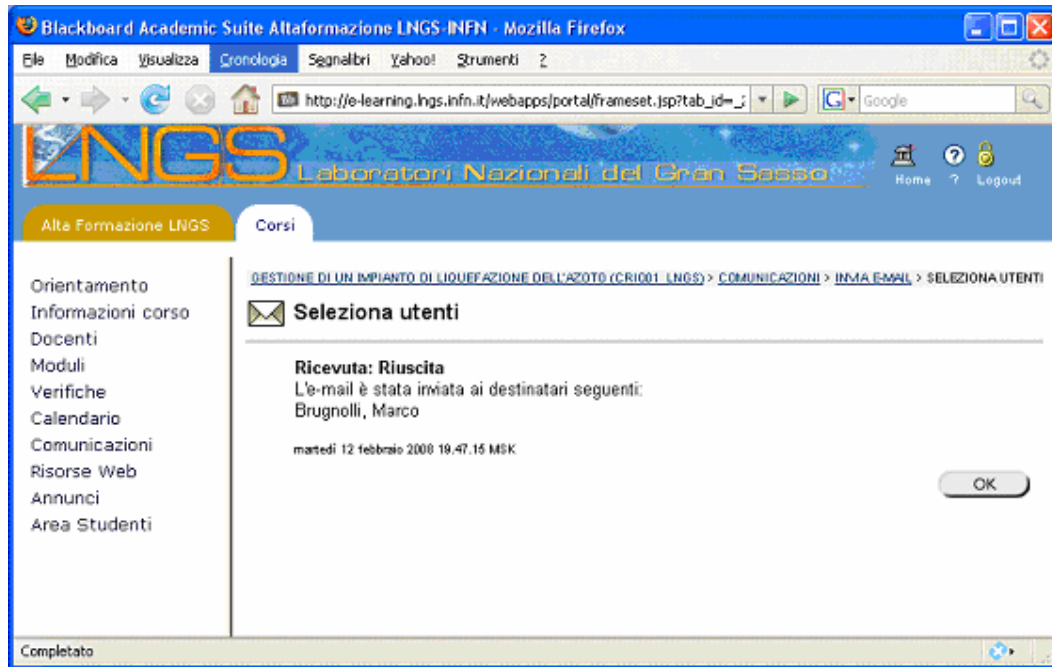 Blackboard Academic Suite Altaformazione LNGS-INFN - Mozilla Firefox
File Modifica Visualizza Cronologia Segnalibri Yahoo! Strumenti ?
http://e-learning.lngs.infn.it/webapps/portal/frameset.jsp?tab_id=_2 G Google
LNGS
Laboratori Nazionali del Gran Sasso
Home ? Logout
Alta Formazione LNGS Corsi
GESTIONE DI UN IMPIANTO DI LIQUEFAZIONE DELL'AZOTO (CRIO01_LNGS) > COMUNICAZIONI > INVIA E-MAIL > SELEZIONA UTENTI
Seleziona utenti
Orientamento
Informazioni corso
Docenti
Moduli
Verifiche
Calendario
Comunicazioni
Risorse Web
Annunci
Area Studenti
Ricevuta: Riuscita
L'e-mail è stata inviata ai destinatari seguenti:
Brugnolli, Marco
martedì 12 febbraio 2008 19.47.15 MSK
OK
Completato